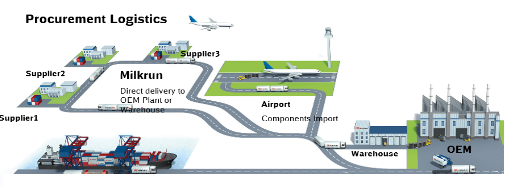 Procurement Logistics
Supplier3
Supplier2
Milkrun
Direct delivery to
OEM Plant or
Warehouse
Airport
Components Import
Supplier1
Warehouse
OEM